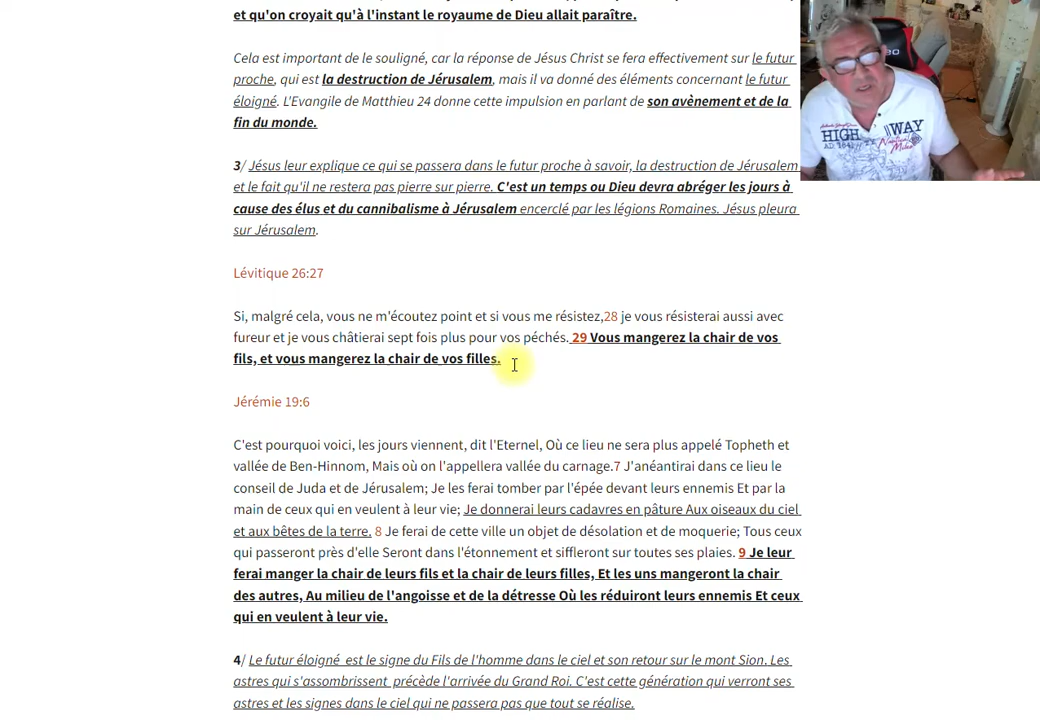 et qu'on croyait qu'à l'instant le royaume de Dieu allait paraître.
Cela est important de le souligné, car la réponse de Jésus Christ se fera effectivement sur le futur
proche, qui est la destruction de Jérusalem, mais il va donné des éléments concernant le futur
éloigné. L'Evangile de Matthieu 24 donne cette impulsion en parlant de son avènement et de la
fin du monde.
3/ Jésus leur explique ce qui se passera dans le futur proche à savoir, la destruction de Jérusalem
et le fait qu'il ne restera pas pierre sur pierre. C'est un temps ou Dieu devra abréger les jours à
cause des élus et du cannibalisme à Jérusalem encerclé par les légions Romaines. Jésus pleura
sur Jérusalem.
Lévitique 26:27
Si, malgré cela, vous ne m'écoutez point et si vous me résistez,28 je vous résisterai aussi avec
fureur et je vous châtierai sept fois plus pour vos péchés. 29 Vous mangerez la chair de vos
fils, et vous mangerez la chair de vos filles.
Jérémie 19:6
C'est pourquoi voici, les jours viennent, dit l'Eternel, Où ce lieu ne sera plus appelé Topheth et
vallée de Ben-Hinnom, Mais où on l'appellera vallée du carnage.7 J'anéantirai dans ce lieu le
conseil de Juda et de Jérusalem; Je les ferai tomber par l'épée devant leurs ennemis Et par la
main de ceux qui en veulent à leur vie; Je donnerai leurs cadavres en pâture Aux oiseaux du ciel
et aux bêtes de la terre. 8 Je ferai de cette ville un objet de désolation et de moquerie; Tous ceux
qui passeront près d'elle Seront dans l'étonnement et siffleront sur toutes ses plaies. 9 Je leur
ferai manger la chair de leurs fils et la chair de leurs filles, Et les uns mangeront la chair
des autres, Au milieu de l'angoisse et de la détresse Où les réduiront leurs ennemis Et ceux
qui en veulent à leur vie.
4/ Le futur éloigné est le signe du Fils de l'homme dans le ciel et son retour sur le mont Sion. Les
astres qui s'assombrissent précède l'arrivée du Grand Roi. C'est cette génération qui verront ses
astres et les signes dans le ciel qui ne passera pas que tout se réalise.
HIGH WAY